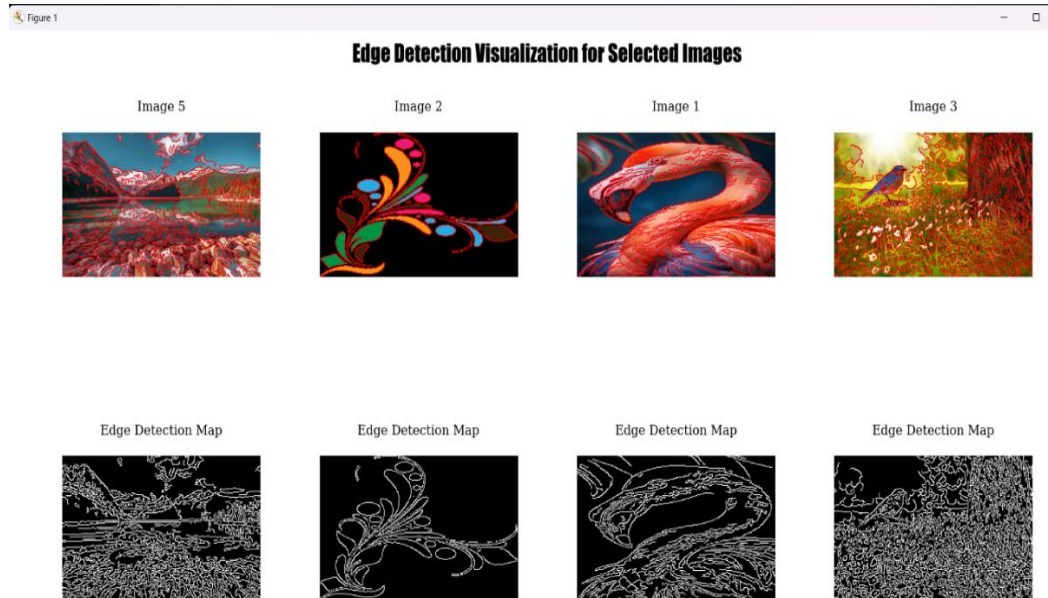 Figure 1
Edge Detection Visualization for Selected Images
Image 5
Image 2
Image 1
Image 3
Edge Detection Map
Edge Detection Map
Edge Detection Map
Edge Detection Map